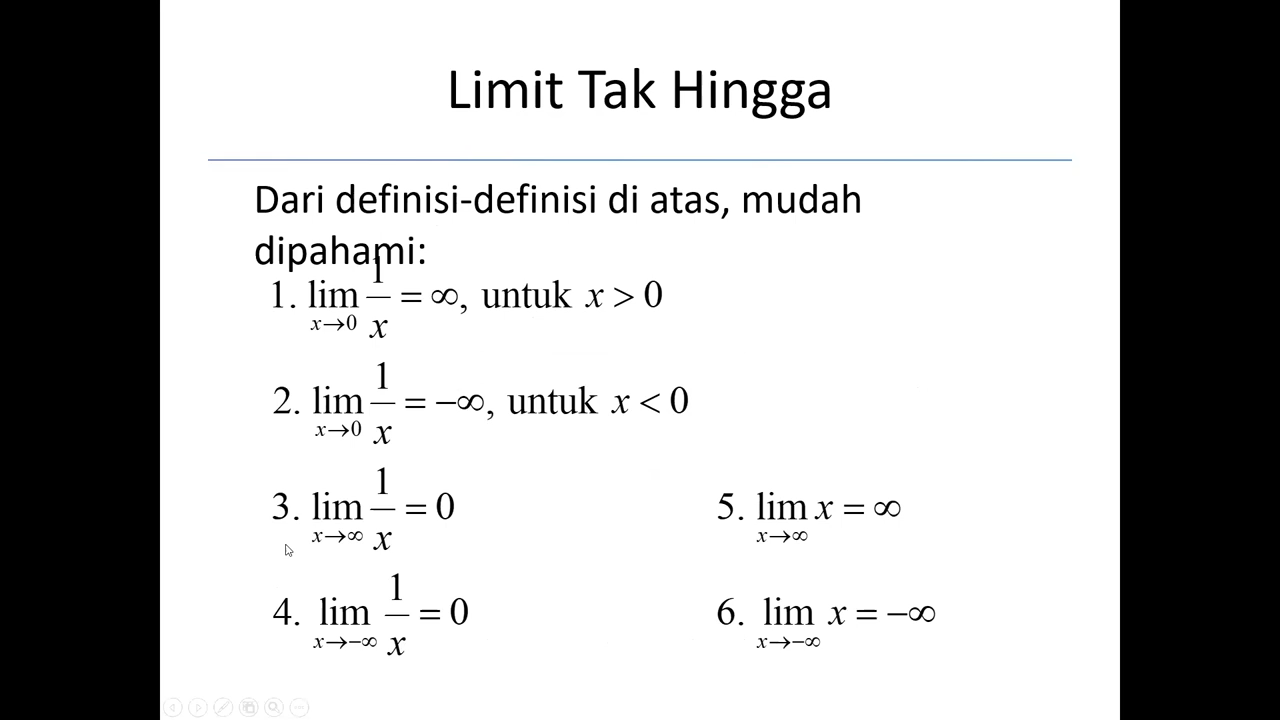 Limit Tak Hingga
Dari definisi-definisi di atas, mudah
dipahami:
1. lim x→0 1/x = ∞, untuk x > 0
2. lim x→0 1/x = −∞, untuk x < 0
3. lim x→∞ 1/x = 0
4. lim x→−∞ 1/x = 0
5. lim x→∞ x = ∞
6. lim x→−∞ x = −∞